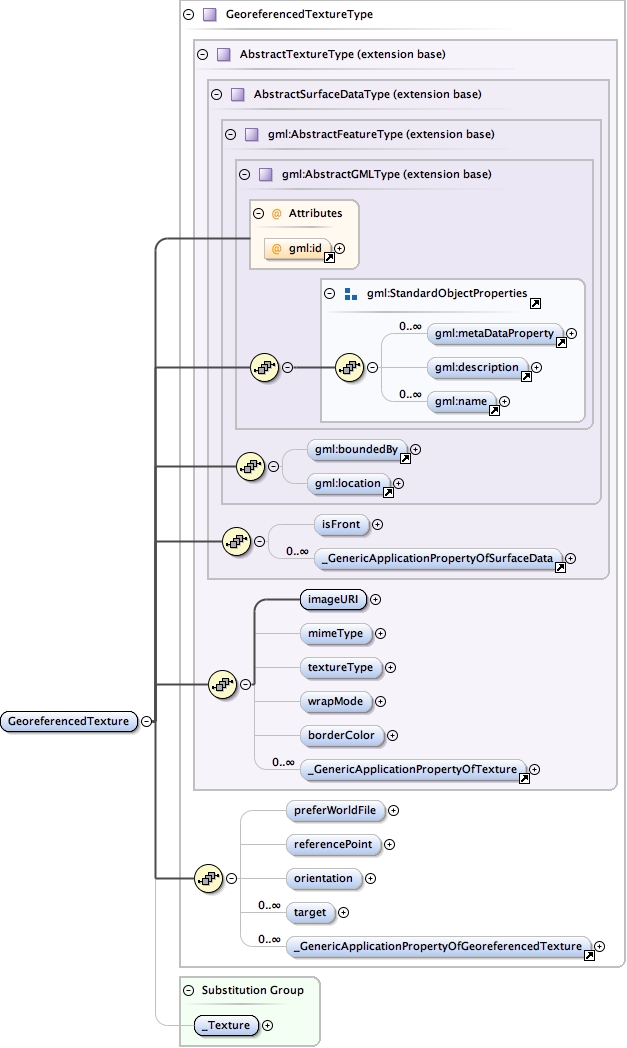 GeoreferencedTextureType
AbstractTextureType (extension base)
AbstractSurfaceDataType (extension base)
gml:AbstractFeatureType (extension base)
gml:AbstractGMLType (extension base)
@ Attributes
@ gml:id
gml:StandardObjectProperties
0..∞
gml:metaDataProperty
gml:description
0..∞
gml:name
gml:boundedBy
gml:location
isFront
0..∞
_GenericApplicationPropertyOfSurfaceData
imageURI
mimeType
textureType
wrapMode
borderColor
0..∞
_GenericApplicationPropertyOfTexture
GeoreferencedTexture
preferWorldFile
referencePoint
orientation
0..∞
target
0..∞
_GenericApplicationPropertyOfGeoreferencedTexture
Substitution Group
_Texture